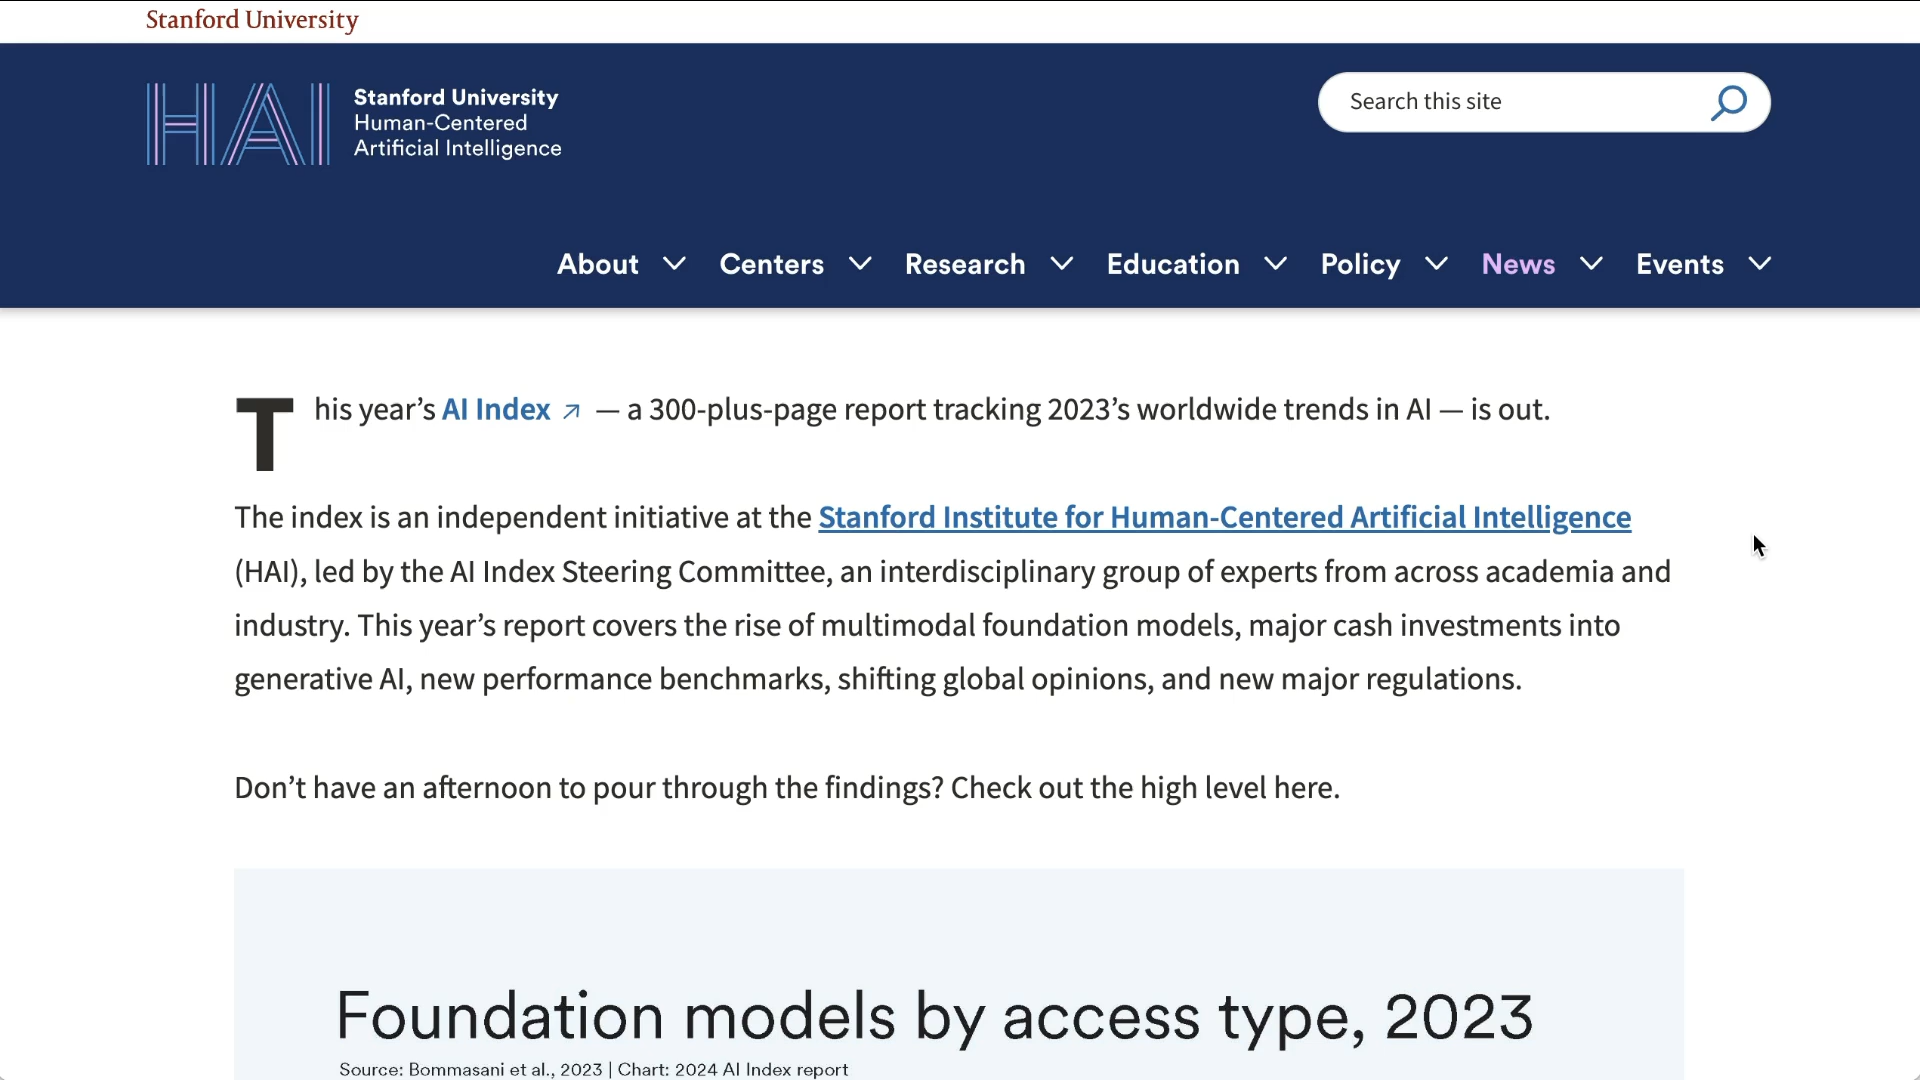 Stanford University
HAI
Stanford University
Human-Centered
Artificial Intelligence
Search this site
About Centers Research Education Policy News Events
This year’s AI Index ↗ — a 300-plus-page report tracking 2023’s worldwide trends in AI — is out.
The index is an independent initiative at the Stanford Institute for Human-Centered Artificial Intelligence
(HAI), led by the AI Index Steering Committee, an interdisciplinary group of experts from across academia and
industry. This year’s report covers the rise of multimodal foundation models, major cash investments into
generative AI, new performance benchmarks, shifting global opinions, and new major regulations.
Don’t have an afternoon to pour through the findings? Check out the high level here.
Foundation models by access type, 2023
Source: Bommasani et al., 2023 | Chart: 2024 AI Index report